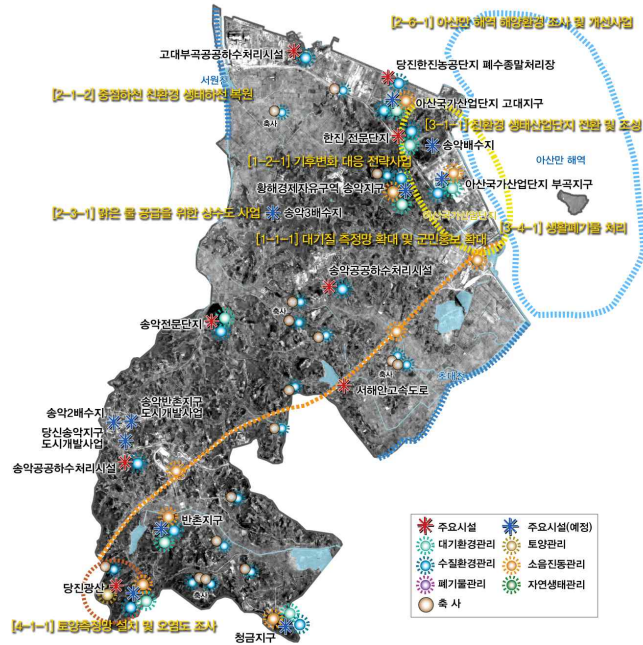 [2-6-1] 아산만 해역 해양환경 조사 및 개선사업
고대부곡공공하수처리시설
당진한진농공단지 폐수종말처리장
[2-1-2] 중점하천 친환경 생태하천 복원
아산국가산업단지 고대지구
축사
[3-1-1] 친환경 생태산업단지 전환 및 조성
한진 전문단지
송악배수지
[1-2-1] 기후변화 대응 전략사업
아산만 해역
황해경제자유구역 송악지구
아산국가산업단지 부곡지구
[2-3-1] 맑은 물 공급을 위한 상수도 사업
송악3배수지
아산국가산업단지
[3-4-1] 생활폐기물 처리
[1-1-1] 대기질 측정망 확대 및 군민홍보 확대
송악공공하수처리시설
축사
송악전문단지
축사
서해안고속도로
송악2배수지
송악반촌지구
도시개발사업
당신송악지구
도시개발사업
송악공공하수처리시설
반촌지구
당진광산
축사
[4-1-1] 토양측정망 설치 및 오염도 조사
청금지구
주요시설
주요시설(예정)
대기환경관리
토양관리
수질환경관리
소음진동관리
폐기물관리
자연생태관리
축 사